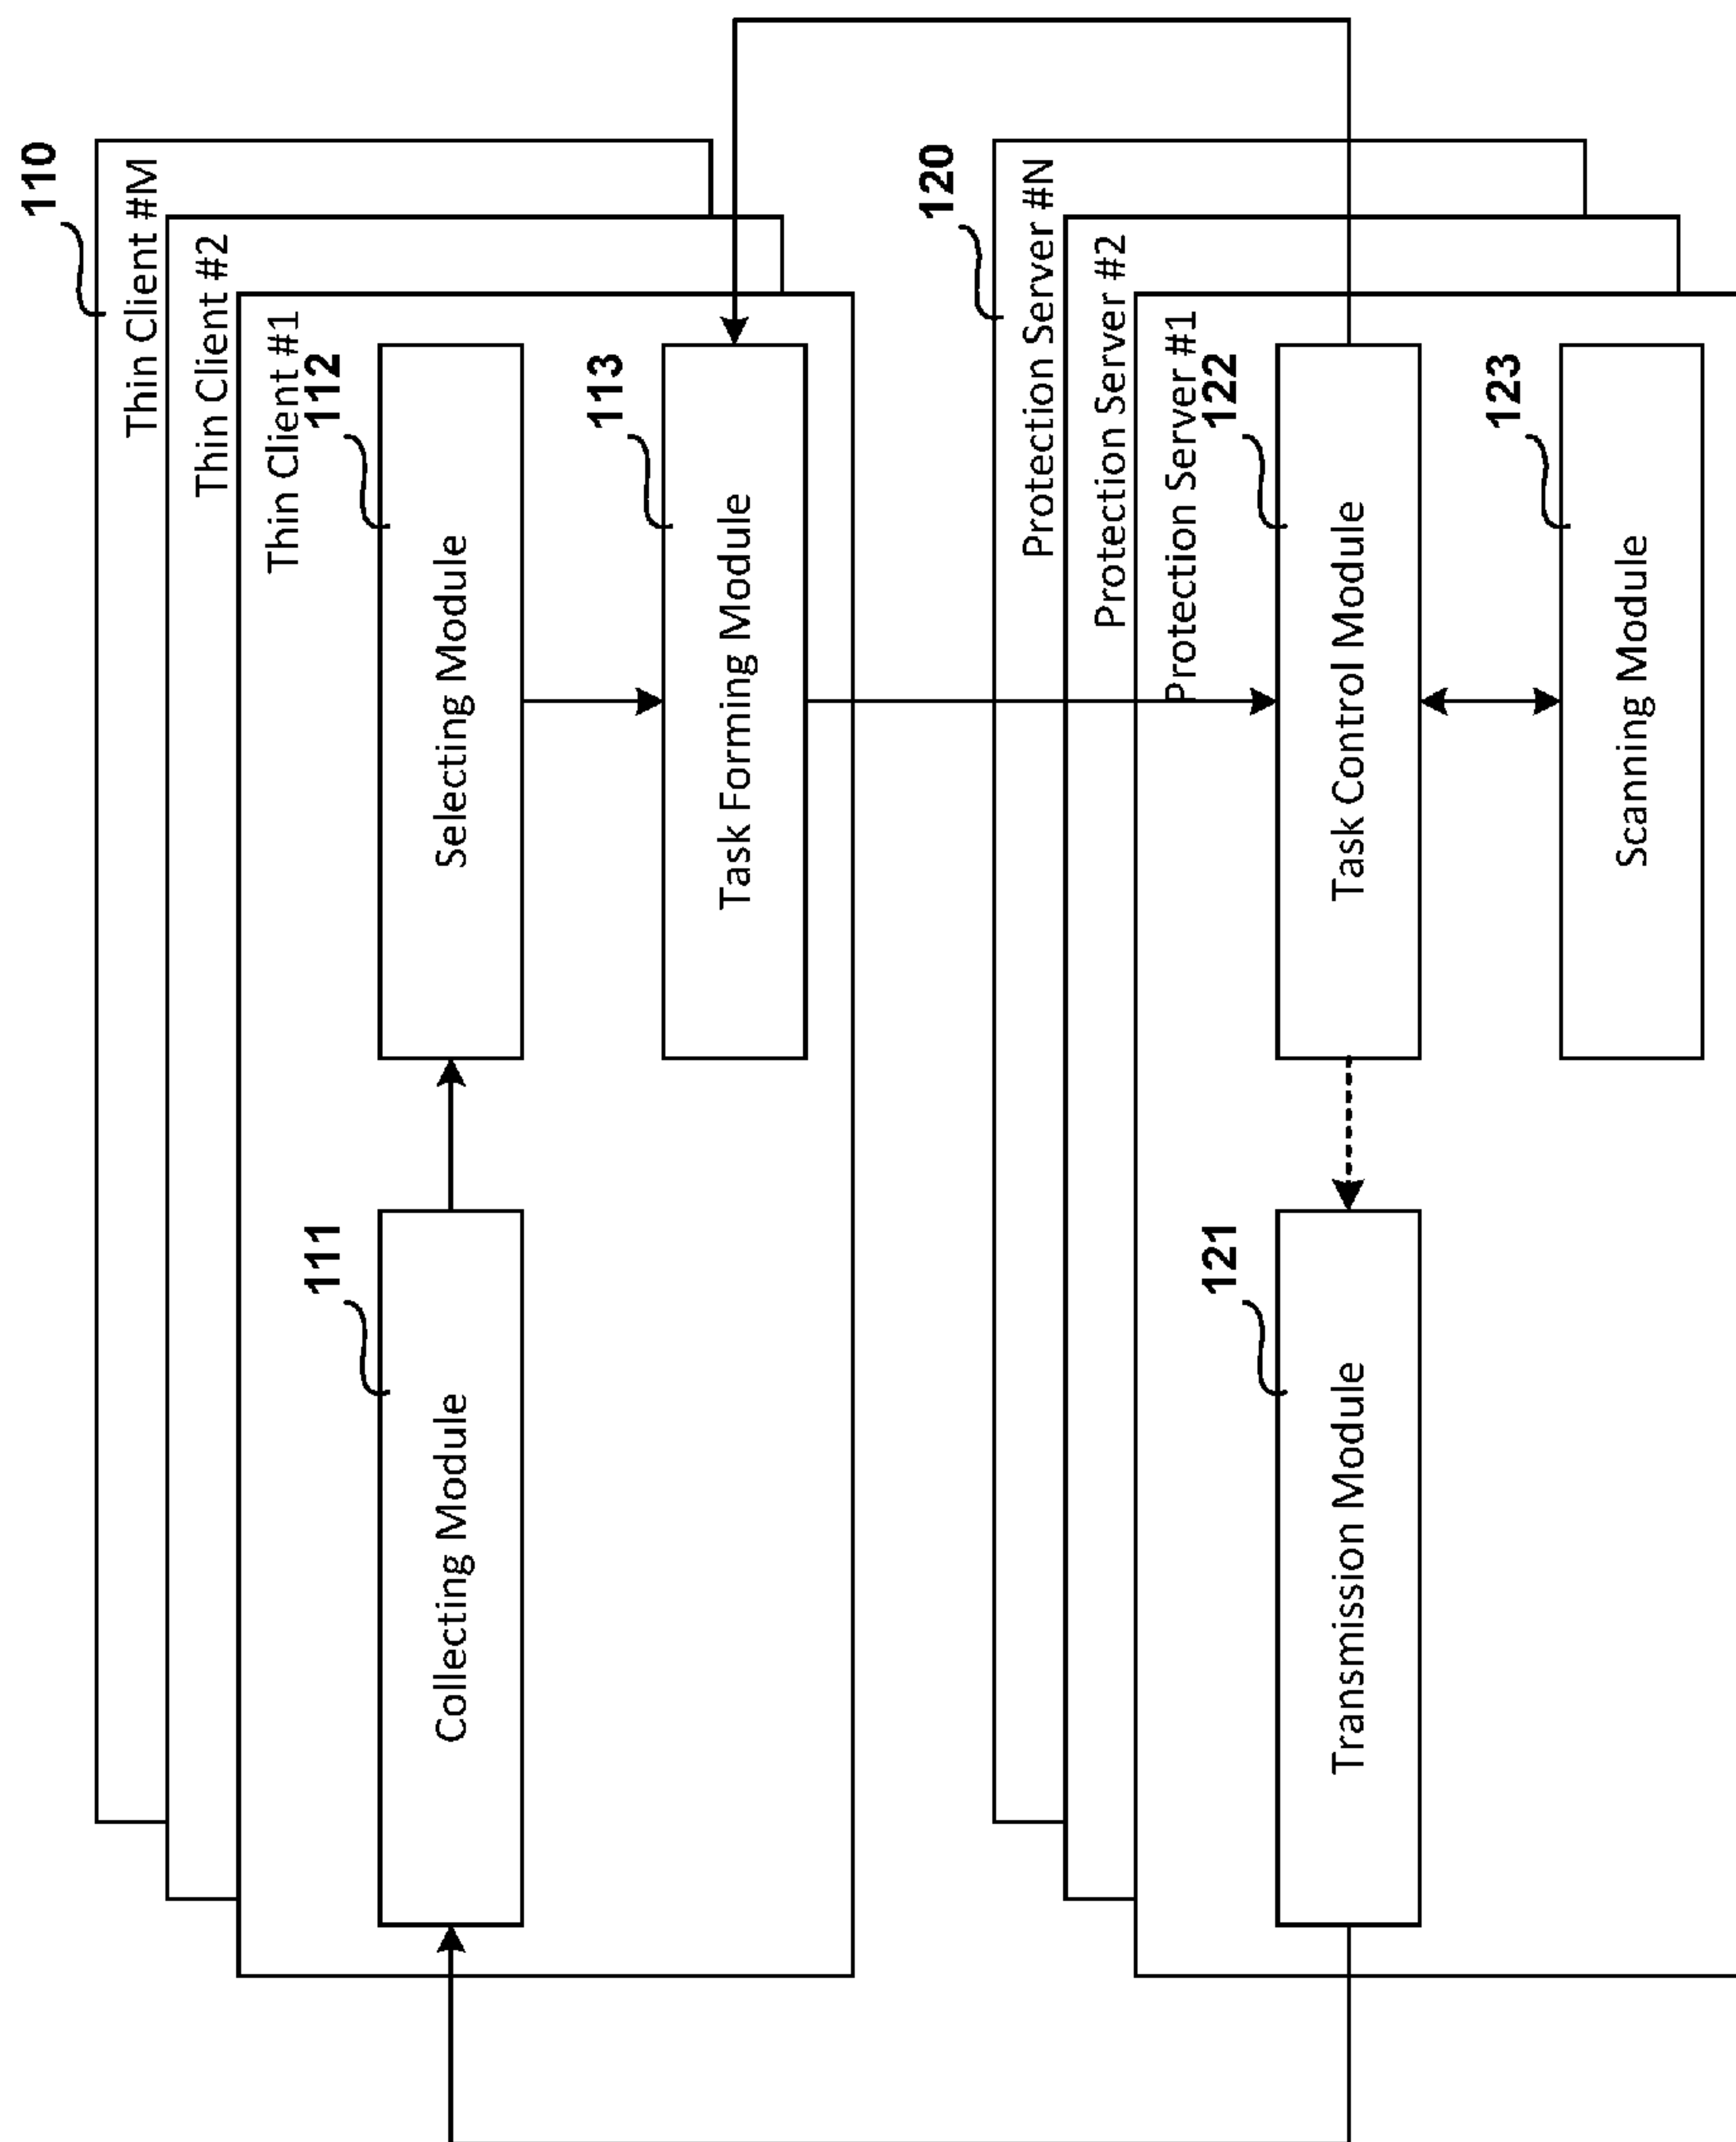 110
Thin Client #M
Thin Client #2
Thin Client #1
111
Collecting Module
112
Selecting Module
113
Task Forming Module
120
Protection Server #N
Protection Server #2
Protection Server #1
121
Transmission Module
122
Task Control Module
123
Scanning Module